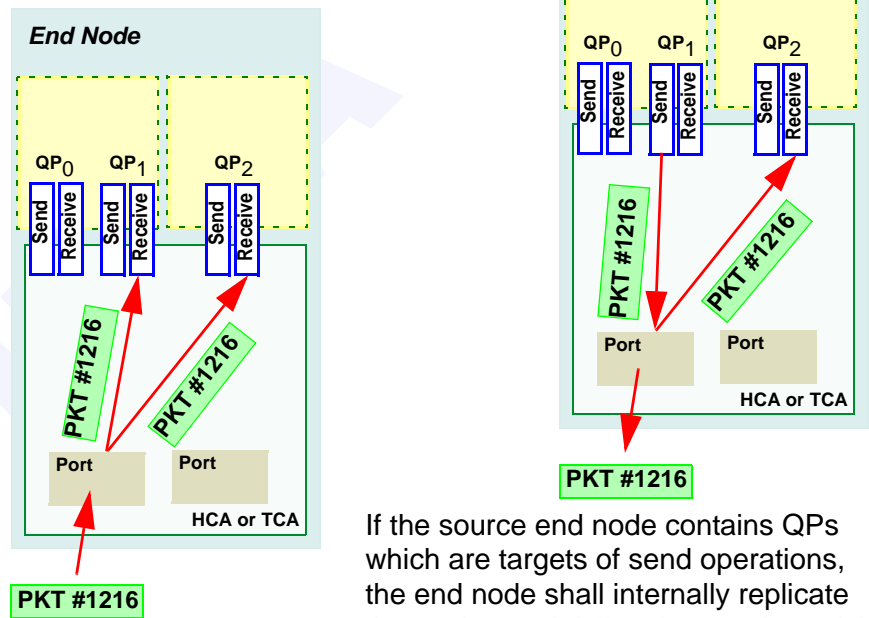 End Node
QP0 QP1 QP2
Send Receive Send Receive Send Receive
PKT #1216
PKT #1216
Port Port
HCA or TCA
PKT #1216
QP0 QP1 QP2
Send Receive Send Receive Send Receive
PKT #1216
PKT #1216
Port Port
HCA or TCA
PKT #1216
If the source end node contains QPs
which are targets of send operations,
the end node shall internally replicate